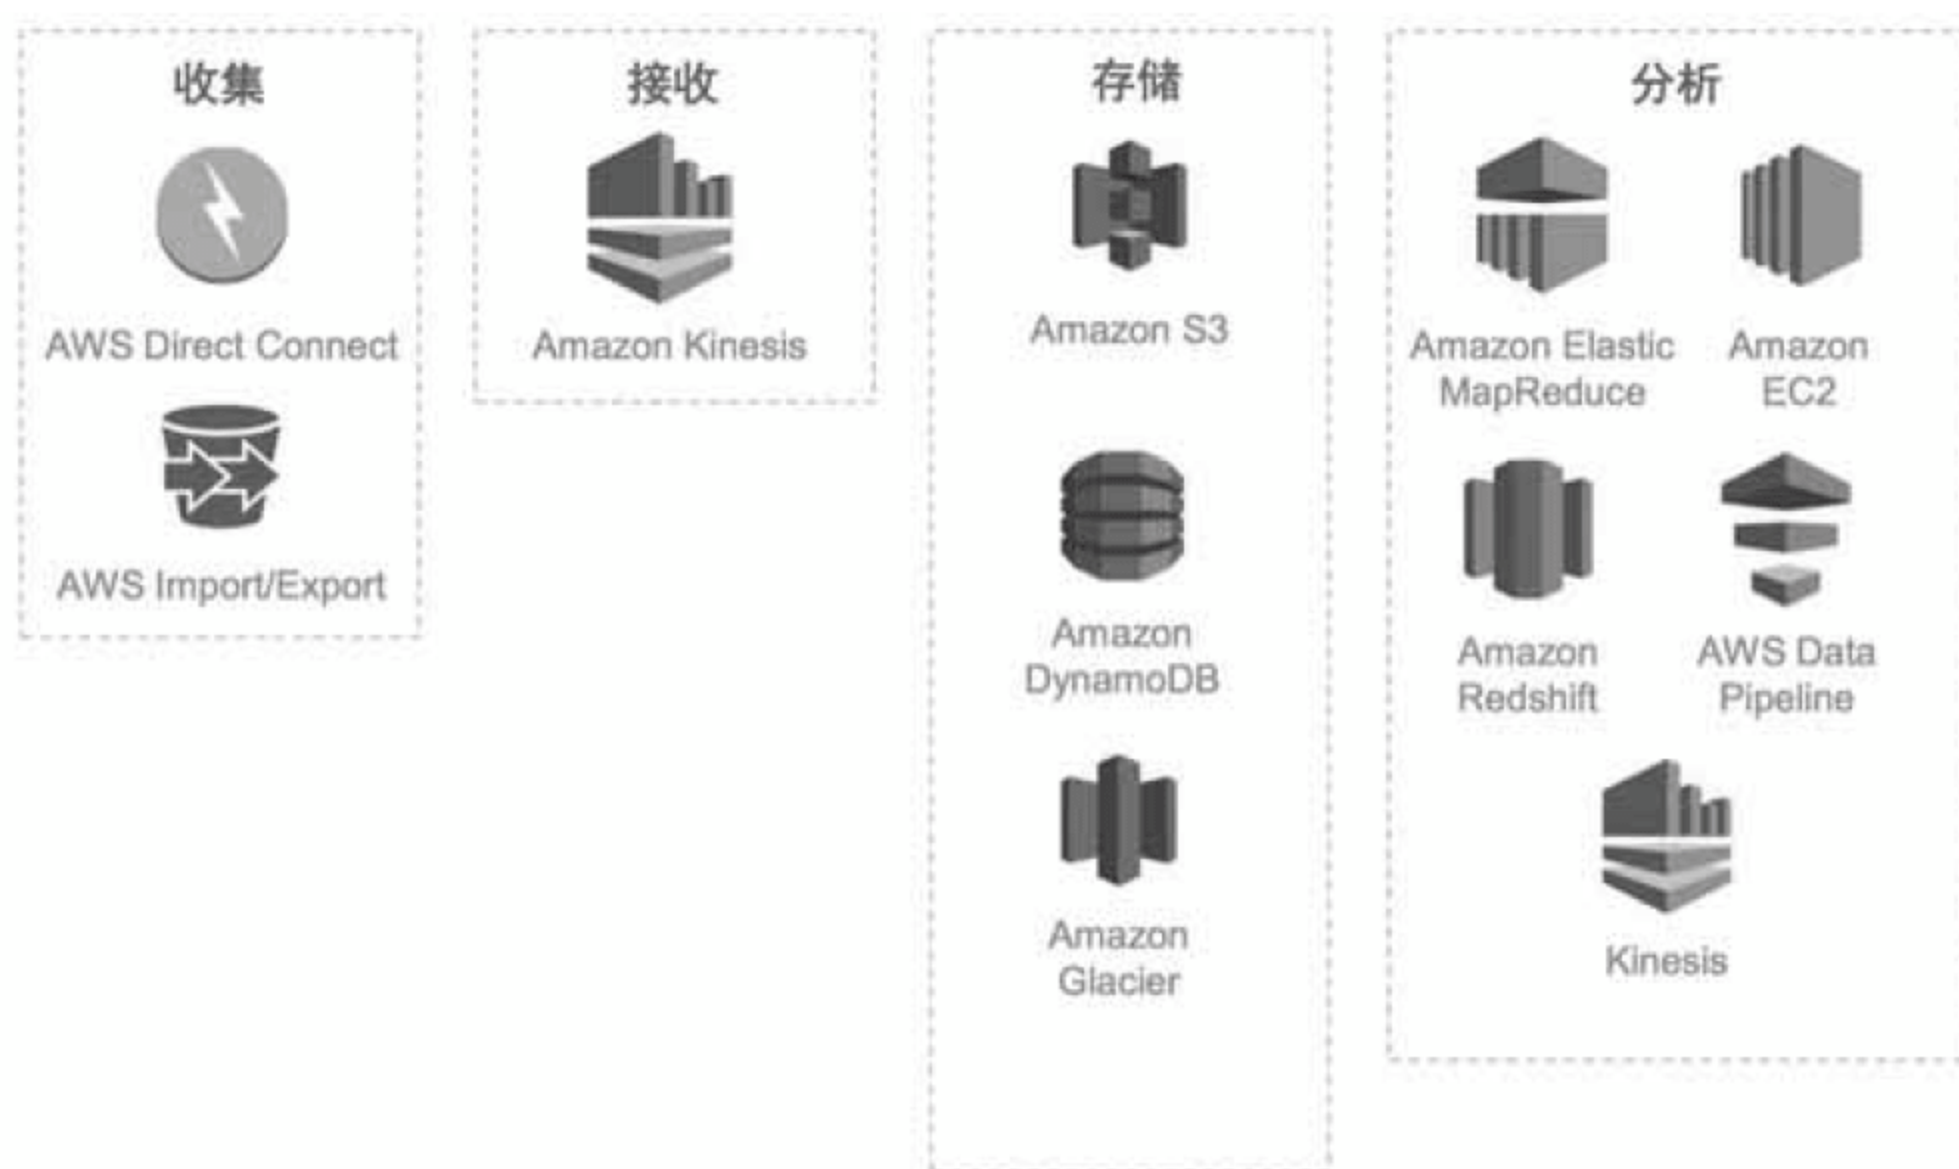 收集
AWS Direct Connect
AWS Import/Export
接收
Amazon Kinesis
存储
Amazon S3
Amazon
DynamoDB
Amazon
Glacier
分析
Amazon Elastic
MapReduce
Amazon
EC2
Amazon
Redshift
AWS Data
Pipeline
Kinesis